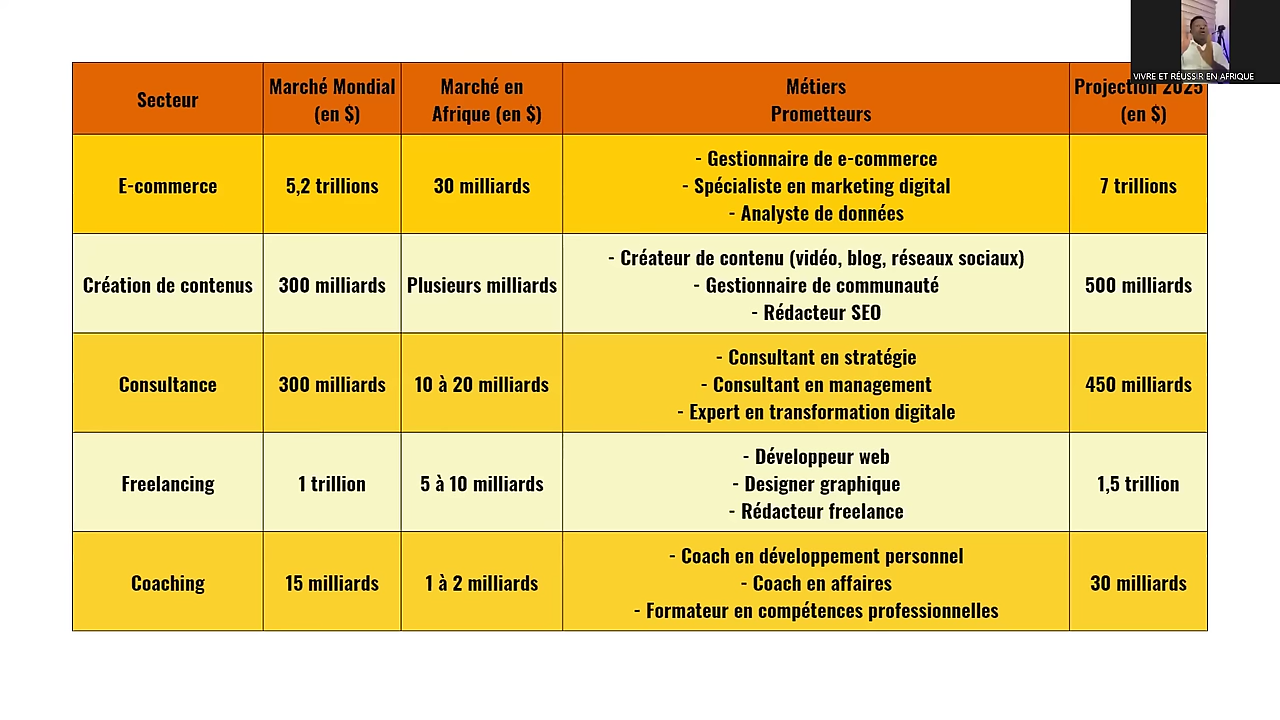 VIVRE ET RÉUSSIR EN AFRIQUE
Secteur
Marché Mondial
(en $)
Marché en
Afrique (en $)
Métiers
Prometteurs
Projection 2025
(en $)
E-commerce
5,2 trillions
30 milliards
- Gestionnaire de e-commerce
- Spécialiste en marketing digital
- Analyste de données
7 trillions
Création de contenus
300 milliards
Plusieurs milliards
- Créateur de contenu (vidéo, blog, réseaux sociaux)
- Gestionnaire de communauté
- Rédacteur SEO
500 milliards
Consultance
300 milliards
10 à 20 milliards
- Consultant en stratégie
- Consultant en management
- Expert en transformation digitale
450 milliards
Freelancing
1 trillion
5 à 10 milliards
- Développeur web
- Designer graphique
- Rédacteur freelance
1,5 trillion
Coaching
15 milliards
1 à 2 milliards
- Coach en développement personnel
- Coach en affaires
- Formateur en compétences professionnelles
30 milliards